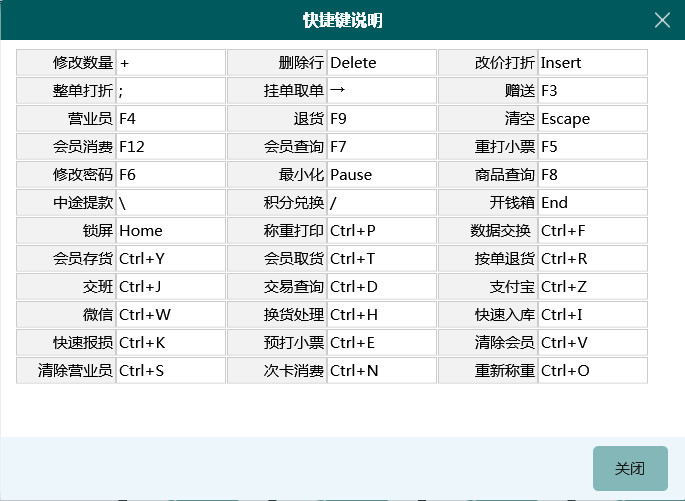 快捷键说明
修改数量 + 删除行 Delete 改价打折 Insert
整单打折 ; 挂单取单 → 赠送 F3
营业员 F4 退货 F9 清空 Escape
会员消费 F12 会员查询 F7 重打小票 F5
修改密码 F6 最小化 Pause 商品查询 F8
中途提款 \ 积分兑换 / 开钱箱 End
锁屏 Home 称重打印 Ctrl+P 数据交换 Ctrl+F
会员存货 Ctrl+Y 会员取货 Ctrl+T 按单退货 Ctrl+R
交班 Ctrl+J 交易查询 Ctrl+D 支付宝 Ctrl+Z
微信 Ctrl+W 换货处理 Ctrl+H 快速入库 Ctrl+I
快速报损 Ctrl+K 预打小票 Ctrl+E 清除会员 Ctrl+V
清除营业员 Ctrl+S 次卡消费 Ctrl+N 重新称重 Ctrl+O
关闭